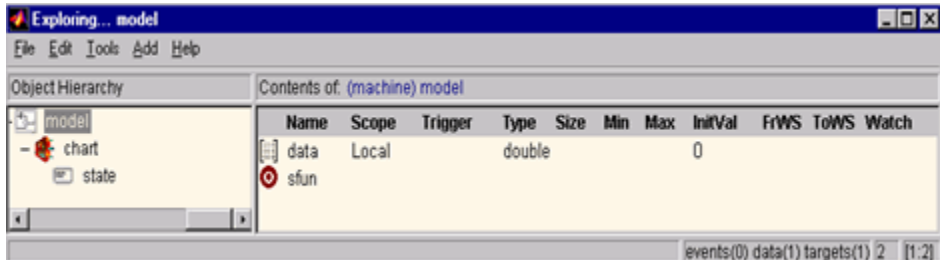 Exploring... model
File Edit Tools Add Help
Object Hierarchy
Contents of: (machine) model
model
chart
state
Name Scope Trigger Type Size Min Max InitVal FrWS ToWS Watch
data Local double 0
sfun
events(0) data(1) targets(1) 2 [1:2]